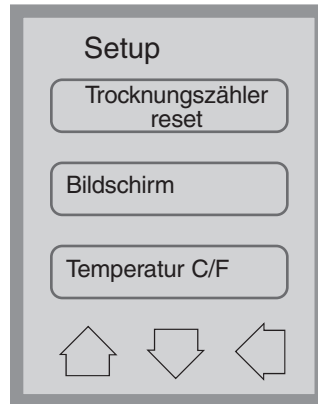 Setup
Trocknungszähler
reset
Bildschirm
Temperatur C/F